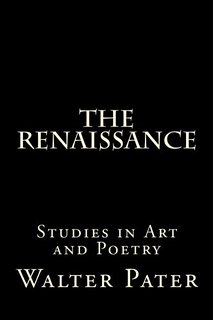 THE
RENAISSANCE
Studies in Art
and Poetry
Walter Pater